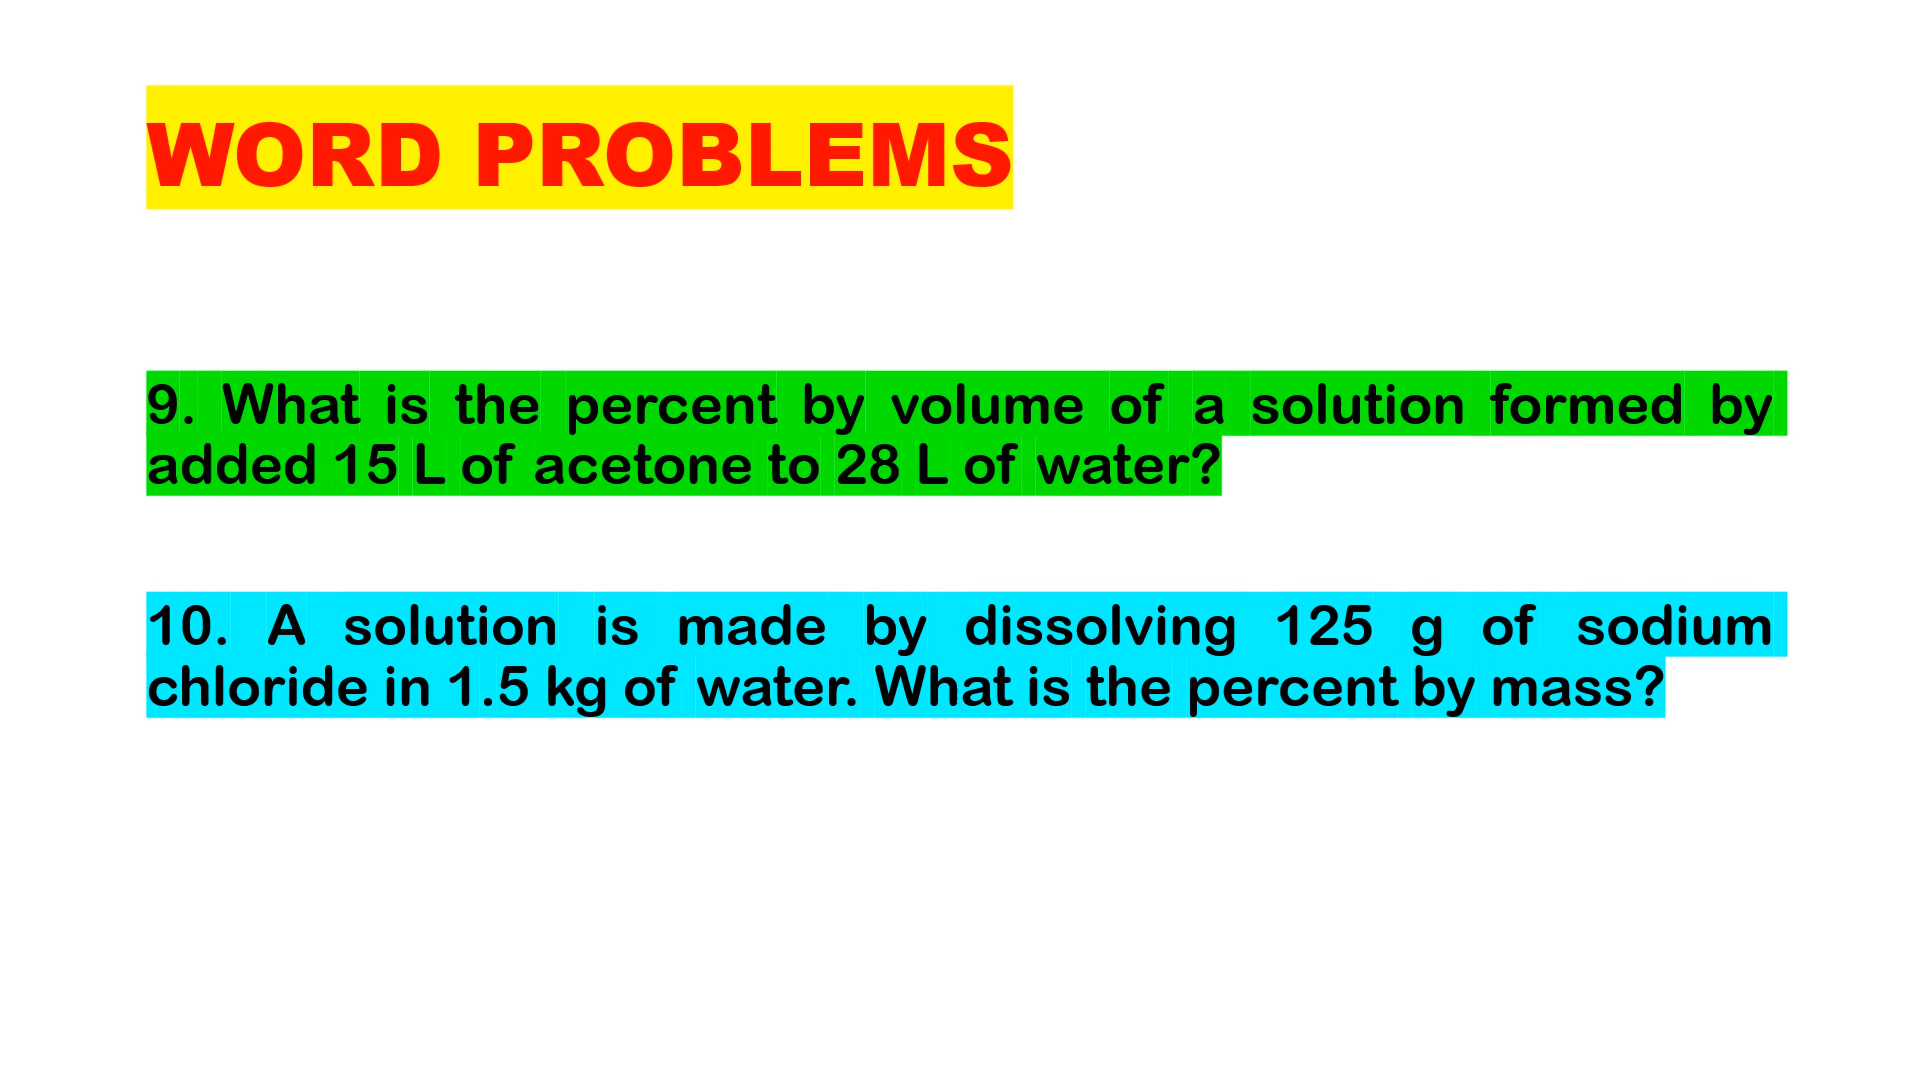 WORD PROBLEMS
9. What is the percent by volume of a solution formed by
added 15 L of acetone to 28 L of water?
10. A solution is made by dissolving 125 g of sodium
chloride in 1.5 kg of water. What is the percent by mass?